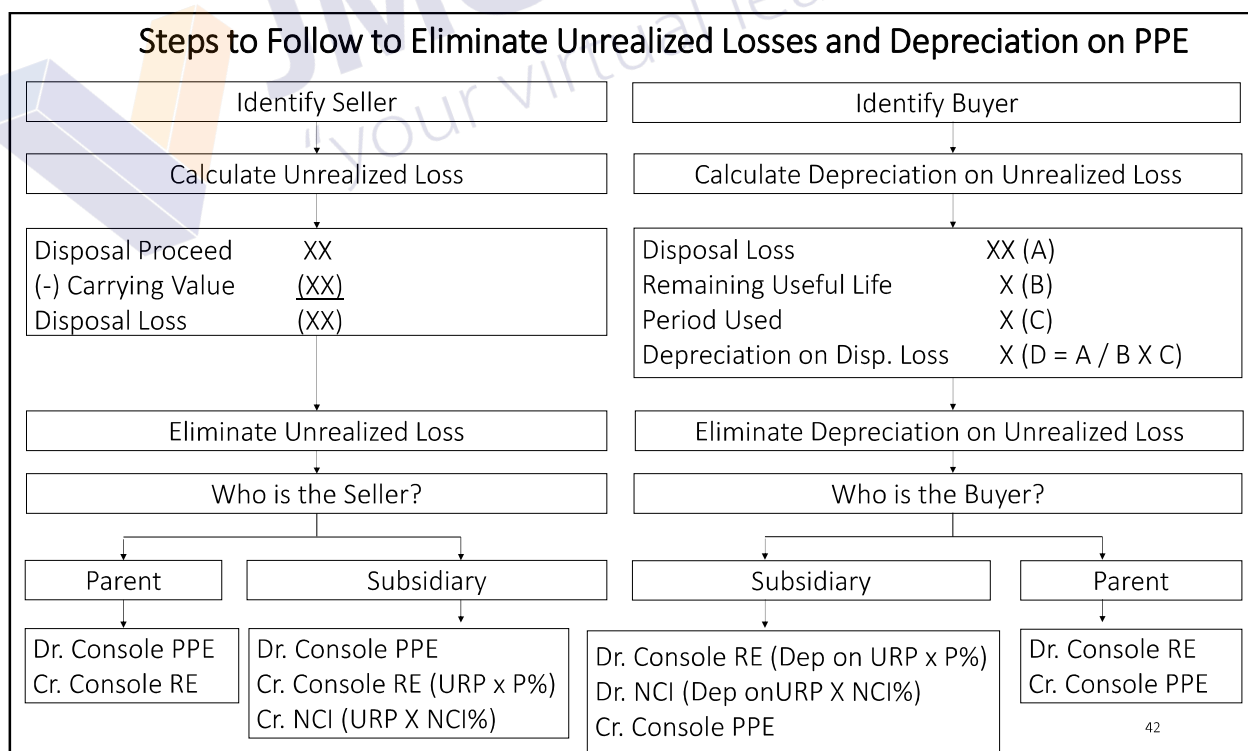 JMC
"your virtual lea
Steps to Follow to Eliminate Unrealized Losses and Depreciation on PPE
Identify Seller
Calculate Unrealized Loss
Disposal Proceed XX
(-) Carrying Value (XX)
Disposal Loss (XX)
Eliminate Unrealized Loss
Who is the Seller?
Parent
Subsidiary
Dr. Console PPE
Cr. Console RE
Dr. Console PPE
Cr. Console RE (URP x P%)
Cr. NCI (URP X NCI%)
Identify Buyer
Calculate Depreciation on Unrealized Loss
Disposal Loss XX (A)
Remaining Useful Life X (B)
Period Used X (C)
Depreciation on Disp. Loss X (D = A / B X C)
Eliminate Depreciation on Unrealized Loss
Who is the Buyer?
Subsidiary
Parent
Dr. Console RE (Dep on URP x P%)
Dr. NCI (Dep onURP X NCI%)
Cr. Console PPE
Dr. Console RE
Cr. Console PPE
42